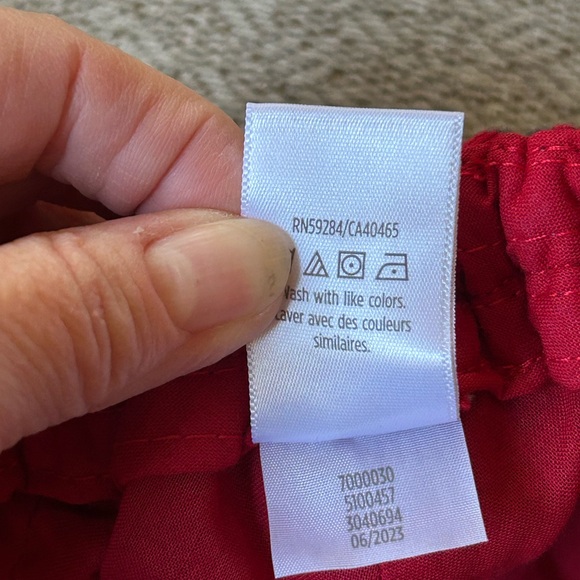 RN59284/CA40465
with like colors.
avec des couleurs
similaires.
7000030
5100457
3040694
06/2023